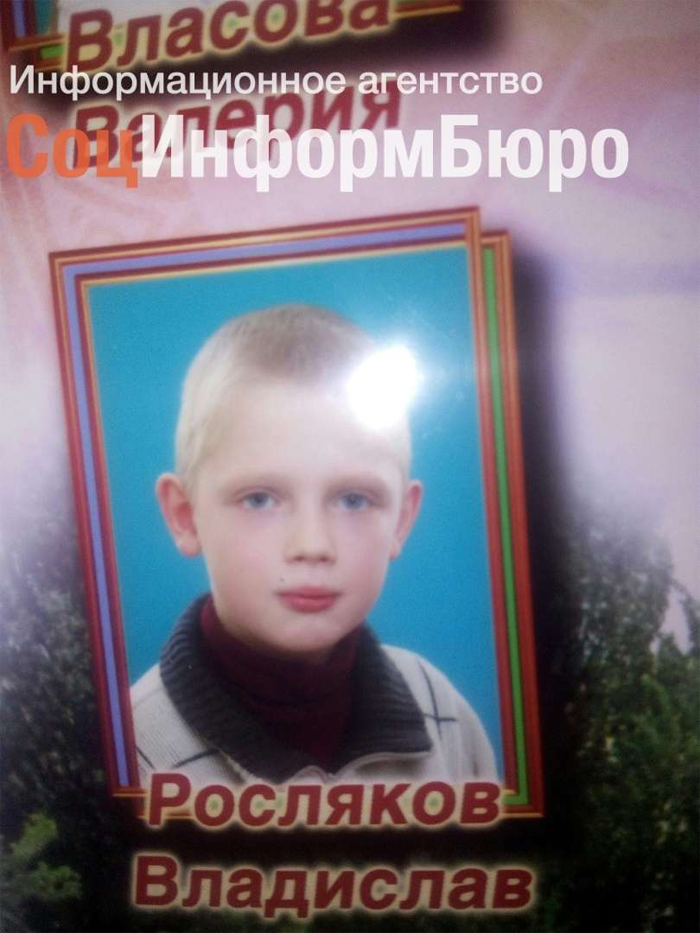 Власова
Информационное агентство
Валерия
СоцИнформБюро
Росляков
Владислав